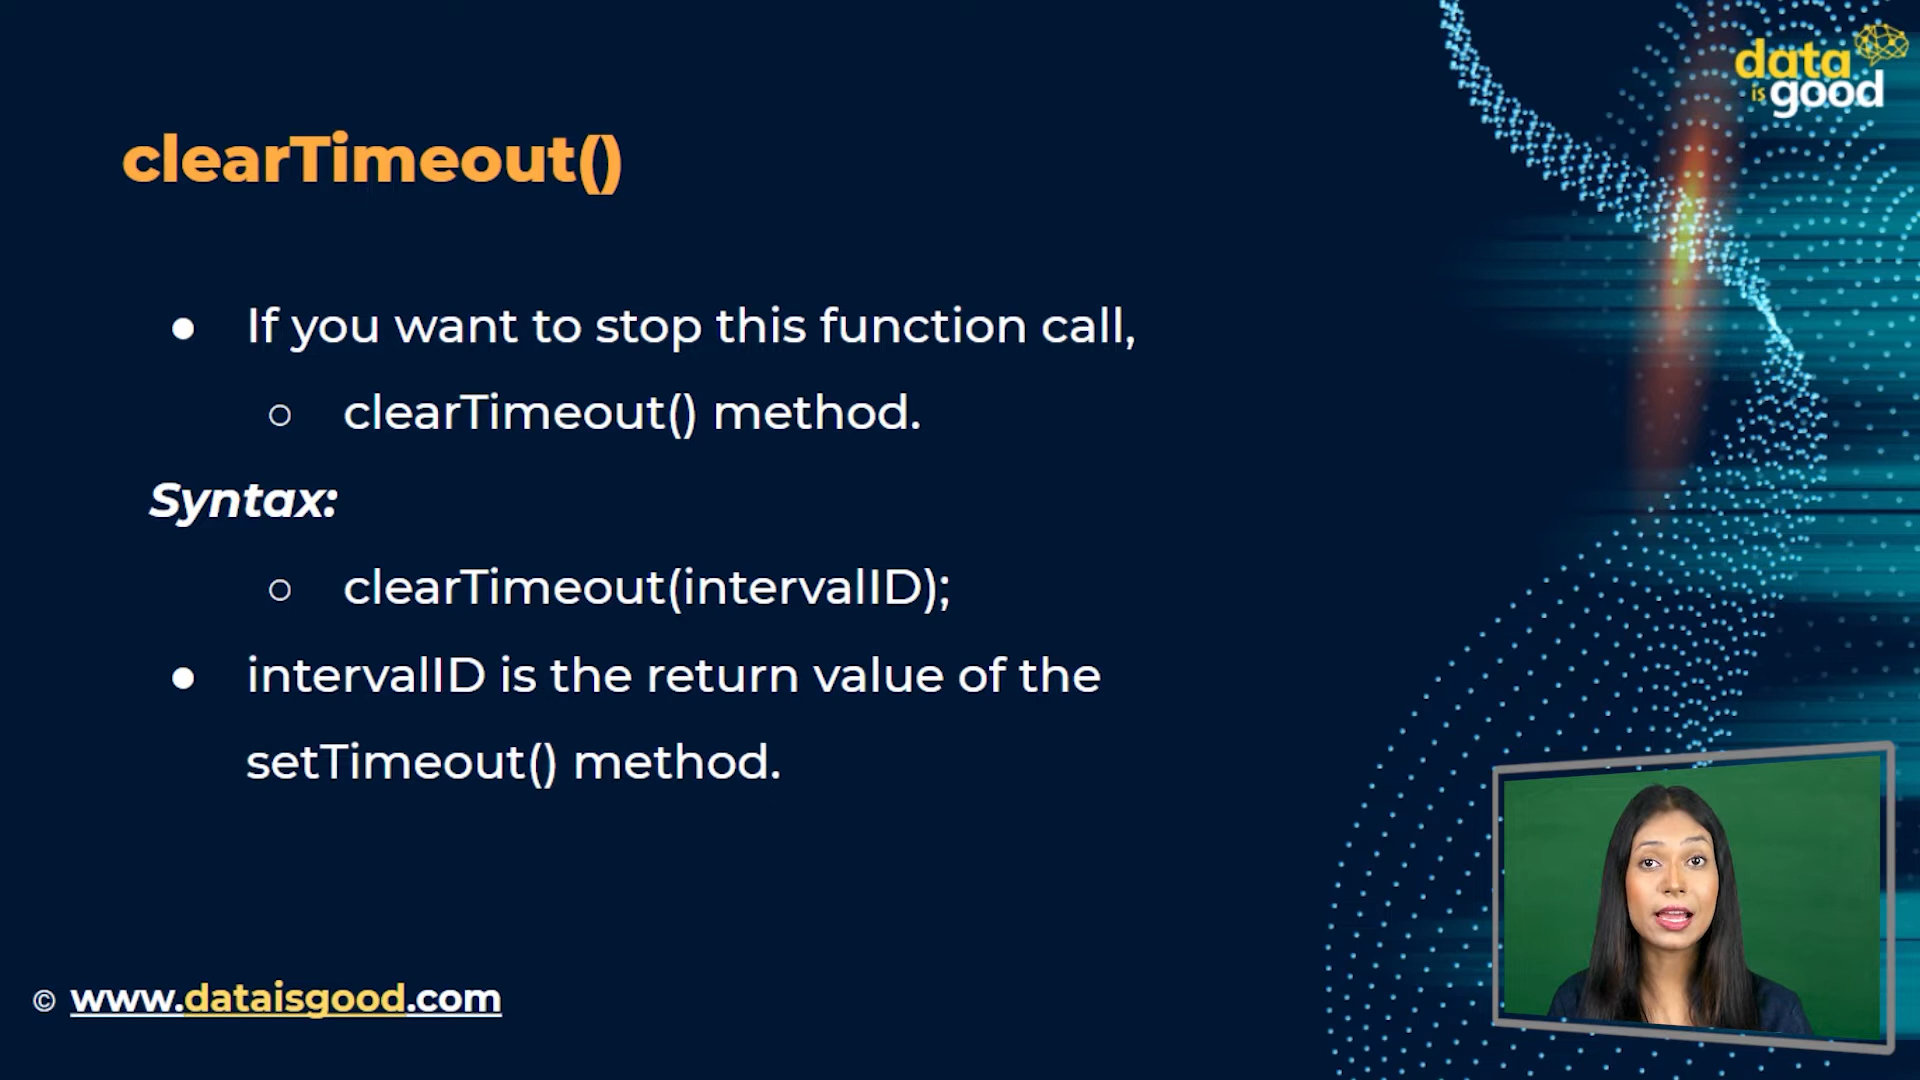 data
is good
clearTimeout()
● If you want to stop this function call,
○ clearTimeout() method.
Syntax:
○ clearTimeout(intervalID);
● intervalID is the return value of the
setTimeout() method.
© www.dataisgood.com